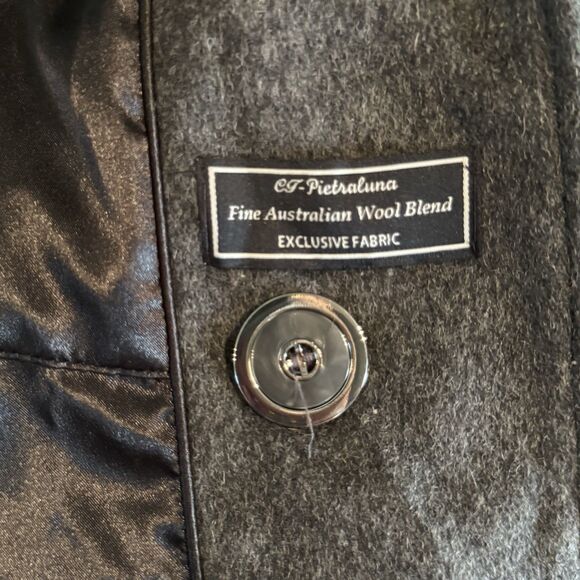 CT-Pietraluna
Fine Australian Wool Blend
EXCLUSIVE FABRIC